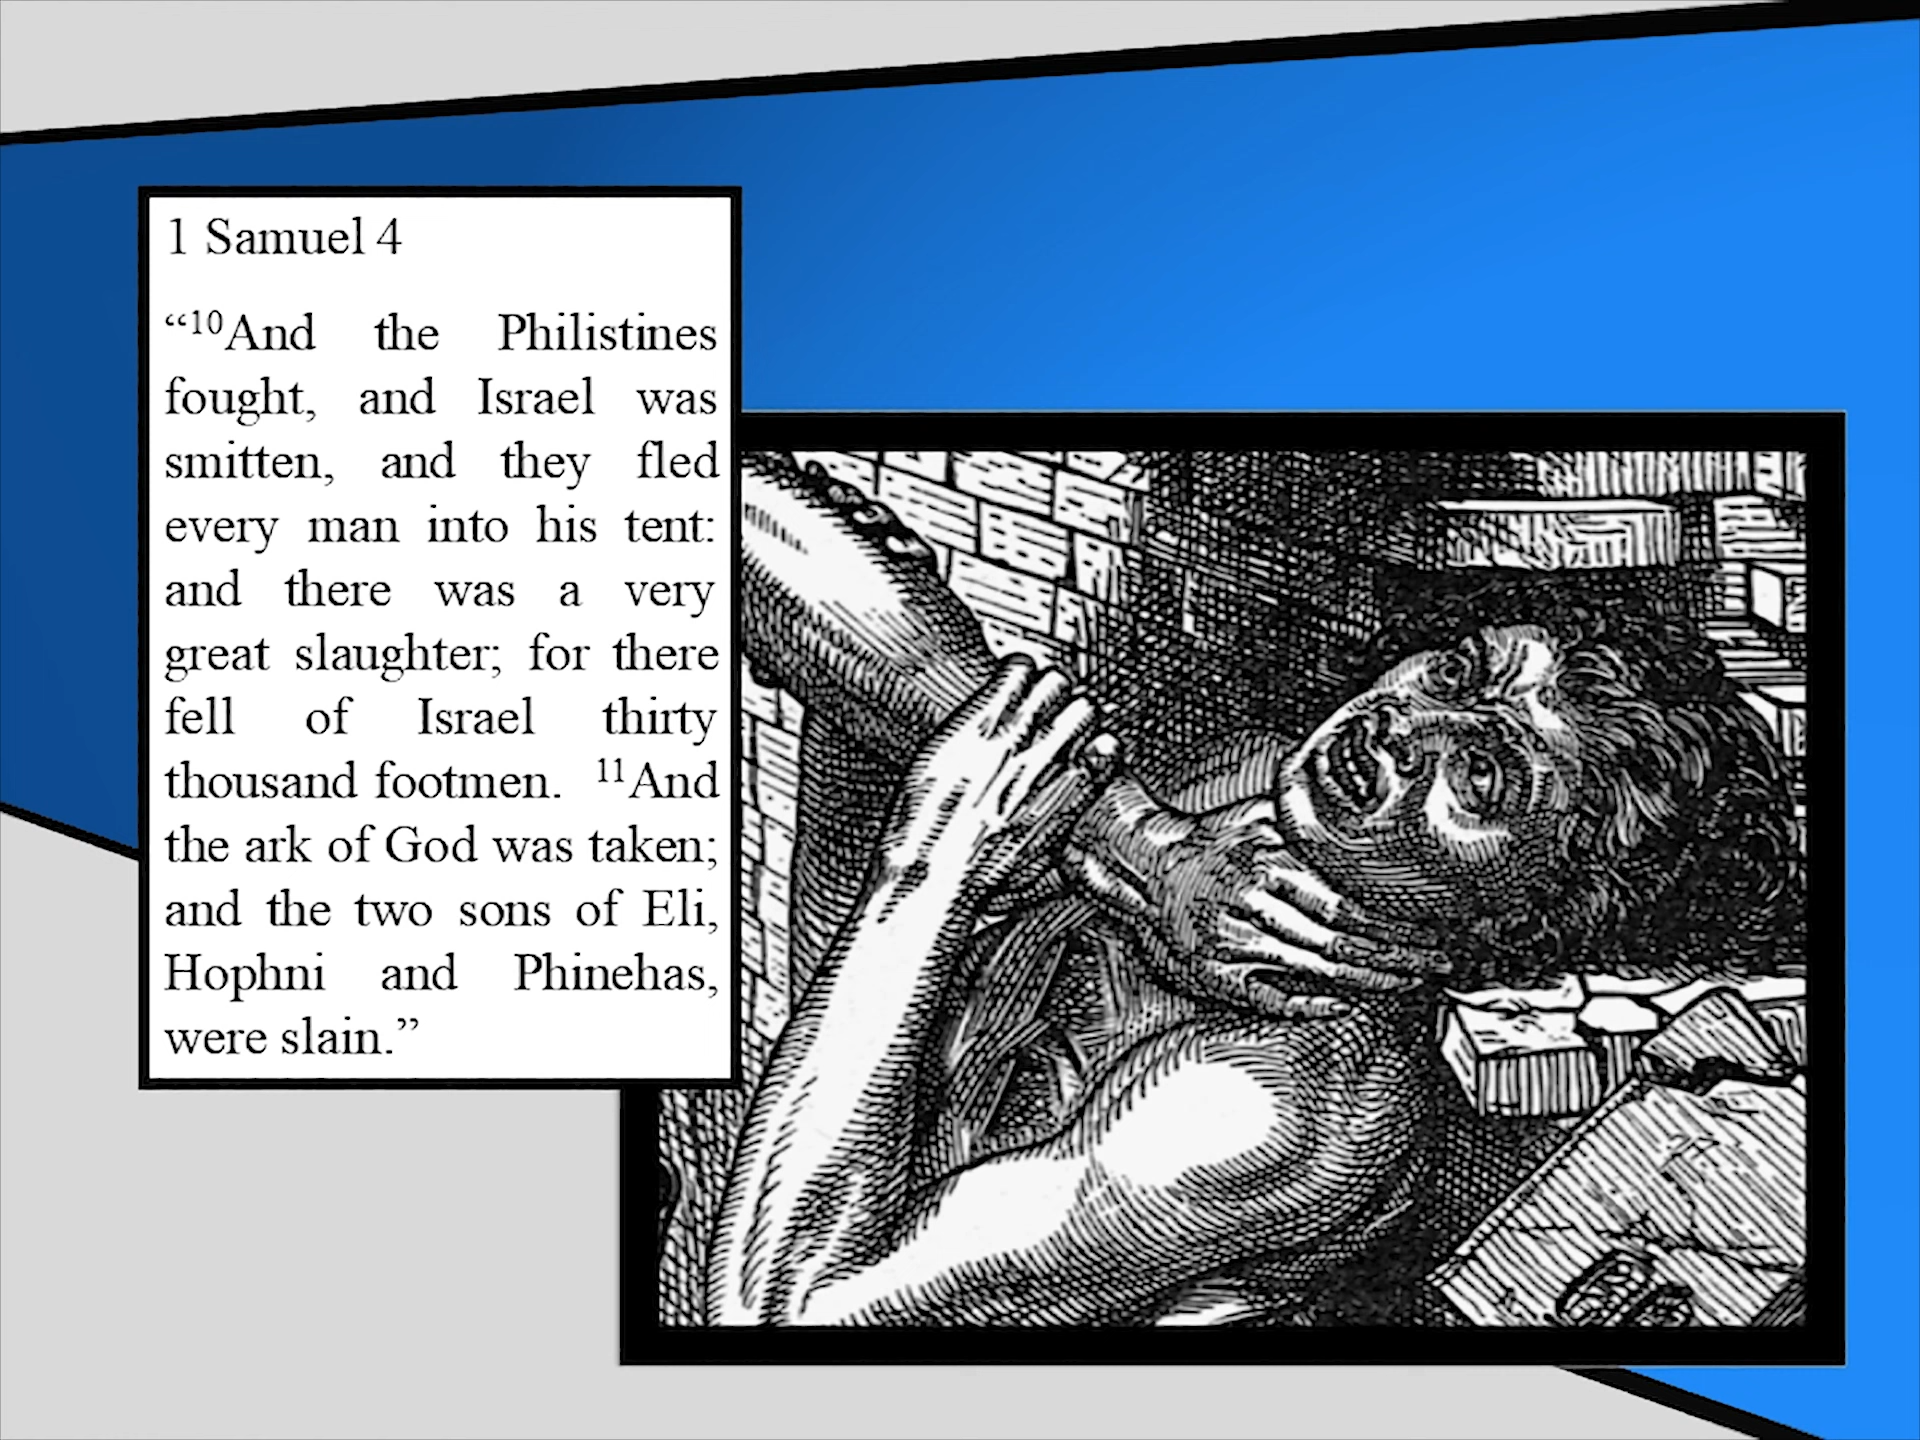 1 Samuel 4
“¹⁰And the Philistines
fought, and Israel was
smitten, and they fled
every man into his tent:
and there was a very
great slaughter; for there
fell of Israel thirty
thousand footmen. ¹¹And
the ark of God was taken;
and the two sons of Eli,
Hophni and Phinehas,
were slain.”